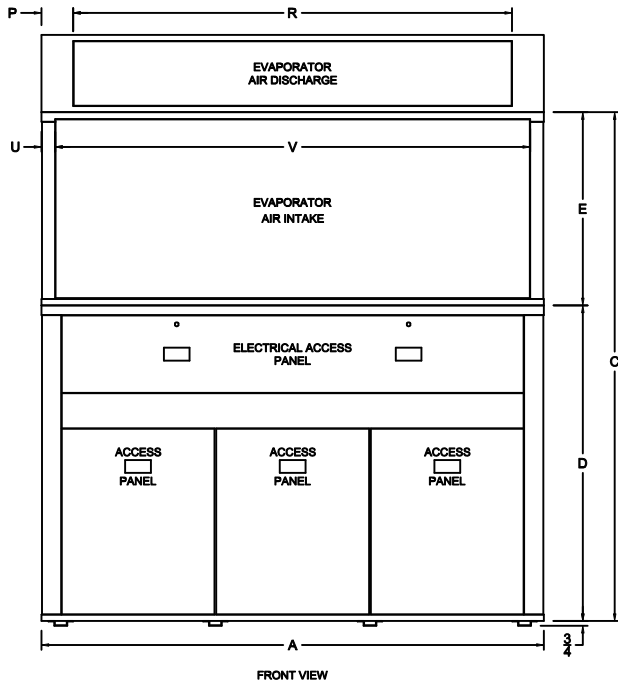 P
R
EVAPORATOR
AIR DISCHARGE
U
V
EVAPORATOR
AIR INTAKE
E
C
ELECTRICAL ACCESS
PANEL
D
ACCESS
PANEL
ACCESS
PANEL
ACCESS
PANEL
A
3/4
FRONT VIEW